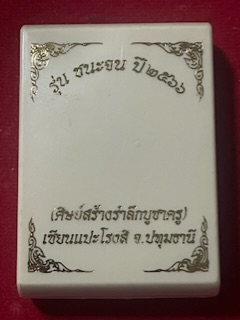 รุ่น ชนะจน ปี๒๕๖๖
(ศิษย์สร้างรำลึกบูชาครู)
เซียนแปะโรงสี จ.ปทุมธานี